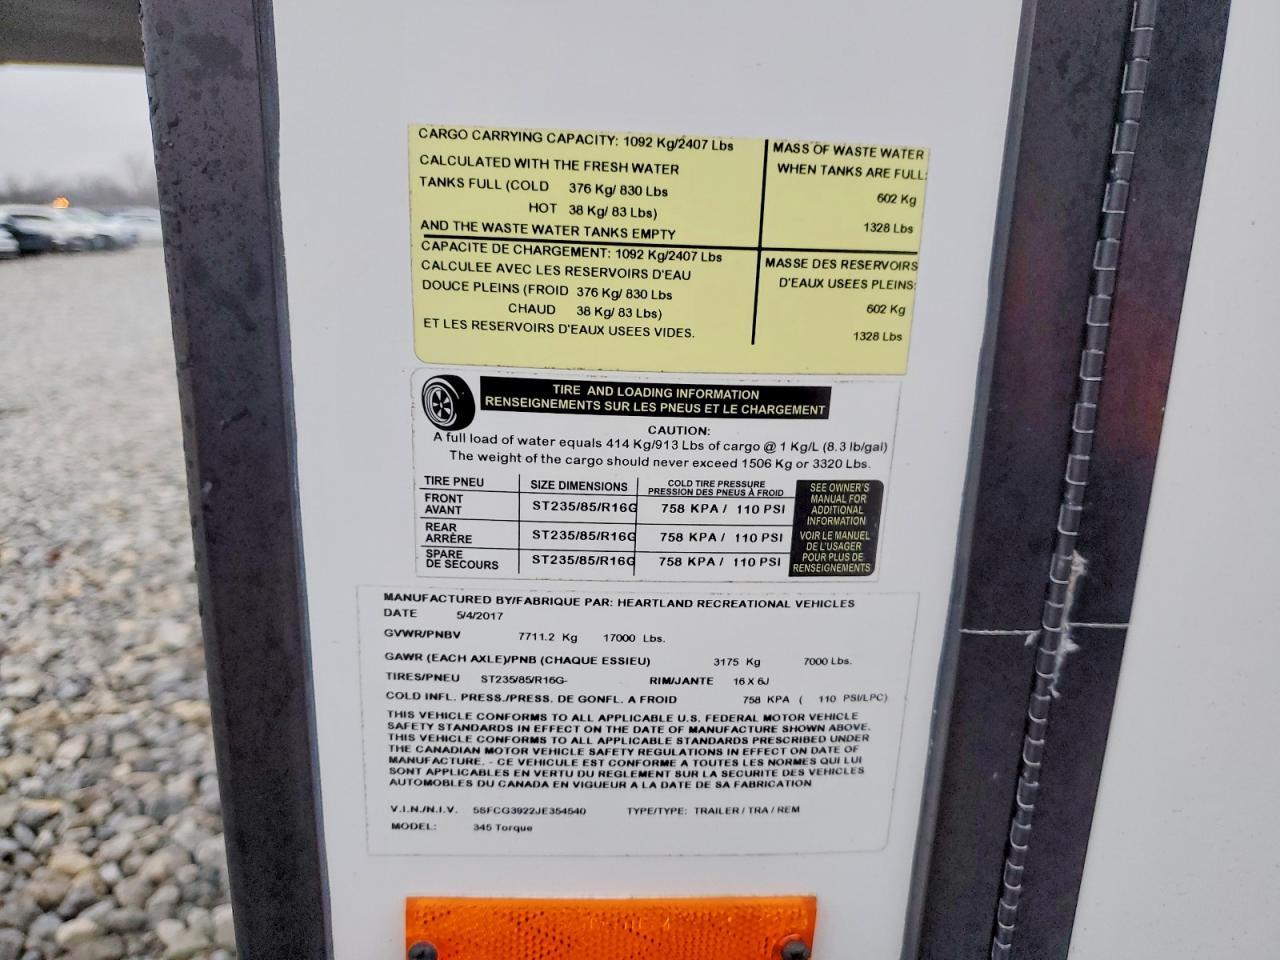 CARGO CARRYING CAPACITY: 1092 Kg/2407 Lbs
CALCULATED WITH THE FRESH WATER
TANKS FULL (COLD 376 Kg/ 830 Lbs
HOT 38 Kg/ 83 Lbs)
AND THE WASTE WATER TANKS EMPTY
MASS OF WASTE WATER
WHEN TANKS ARE FULL:
602 Kg
1328 Lbs
CAPACITE DE CHARGEMENT: 1092 Kg/2407 Lbs
CALCULEE AVEC LES RESERVOIRS D'EAU
DOUCE PLEINS (FROID 376 Kg/ 830 Lbs
CHAUD 38 Kg/ 83 Lbs)
ET LES RESERVOIRS D'EAUX USEES VIDES.
MASSE DES RESERVOIRS
D'EAUX USEES PLEINS:
602 Kg
1328 Lbs
TIRE AND LOADING INFORMATION
RENSEIGNEMENTS SUR LES PNEUS ET LE CHARGEMENT
CAUTION:
A full load of water equals 414 Kg/913 Lbs of cargo @ 1 Kg/L (8.3 lb/gal)
The weight of the cargo should never exceed 1506 Kg or 3320 Lbs.
TIRE PNEU SIZE DIMENSIONS COLD TIRE PRESSURE
PRESSION DES PNEUS À FROID
FRONT
AVANT ST235/85/R16G 758 KPA / 110 PSI
REAR
ARRÈRE ST235/85/R16G 758 KPA / 110 PSI
SPARE
DE SECOURS ST235/85/R16G 758 KPA / 110 PSI
SEE OWNER'S
MANUAL FOR
ADDITIONAL
INFORMATION
VOIR LE MANUEL
DE L'USAGER
POUR PLUS DE
RENSEIGNEMENTS
MANUFACTURED BY/FABRIQUE PAR: HEARTLAND RECREATIONAL VEHICLES
DATE 5/4/2017
GVWR/PNBV 7711.2 Kg 17000 Lbs.
GAWR (EACH AXLE)/PNB (CHAQUE ESSIEU) 3175 Kg 7000 Lbs.
TIRES/PNEU ST235/85/R16G- RIM/JANTE 16 X 6J
COLD INFL. PRESS./PRESS. DE GONFL. A FROID 758 KPA ( 110 PSI/LPC)
THIS VEHICLE CONFORMS TO ALL APPLICABLE U.S. FEDERAL MOTOR VEHICLE
SAFETY STANDARDS IN EFFECT ON THE DATE OF MANUFACTURE SHOWN ABOVE.
THIS VEHICLE CONFORMS TO ALL APPLICABLE STANDARDS PRESCRIBED UNDER
THE CANADIAN MOTOR VEHICLE SAFETY REGULATIONS IN EFFECT ON DATE OF
MANUFACTURE. - CE VEHICULE EST CONFORME A TOUTES LES NORMES QUI LUI
SONT APPLICABLES EN VERTU DU REGLEMENT SUR LA SECURITE DES VEHICLES
AUTOMOBILES DU CANADA EN VIGUEUR A LA DATE DE SA FABRICATION
V.I.N./N.I.V. 5SFCG3922JE354540 TYPE/TYPE: TRAILER / TRA / REM
MODEL: 345 Torque